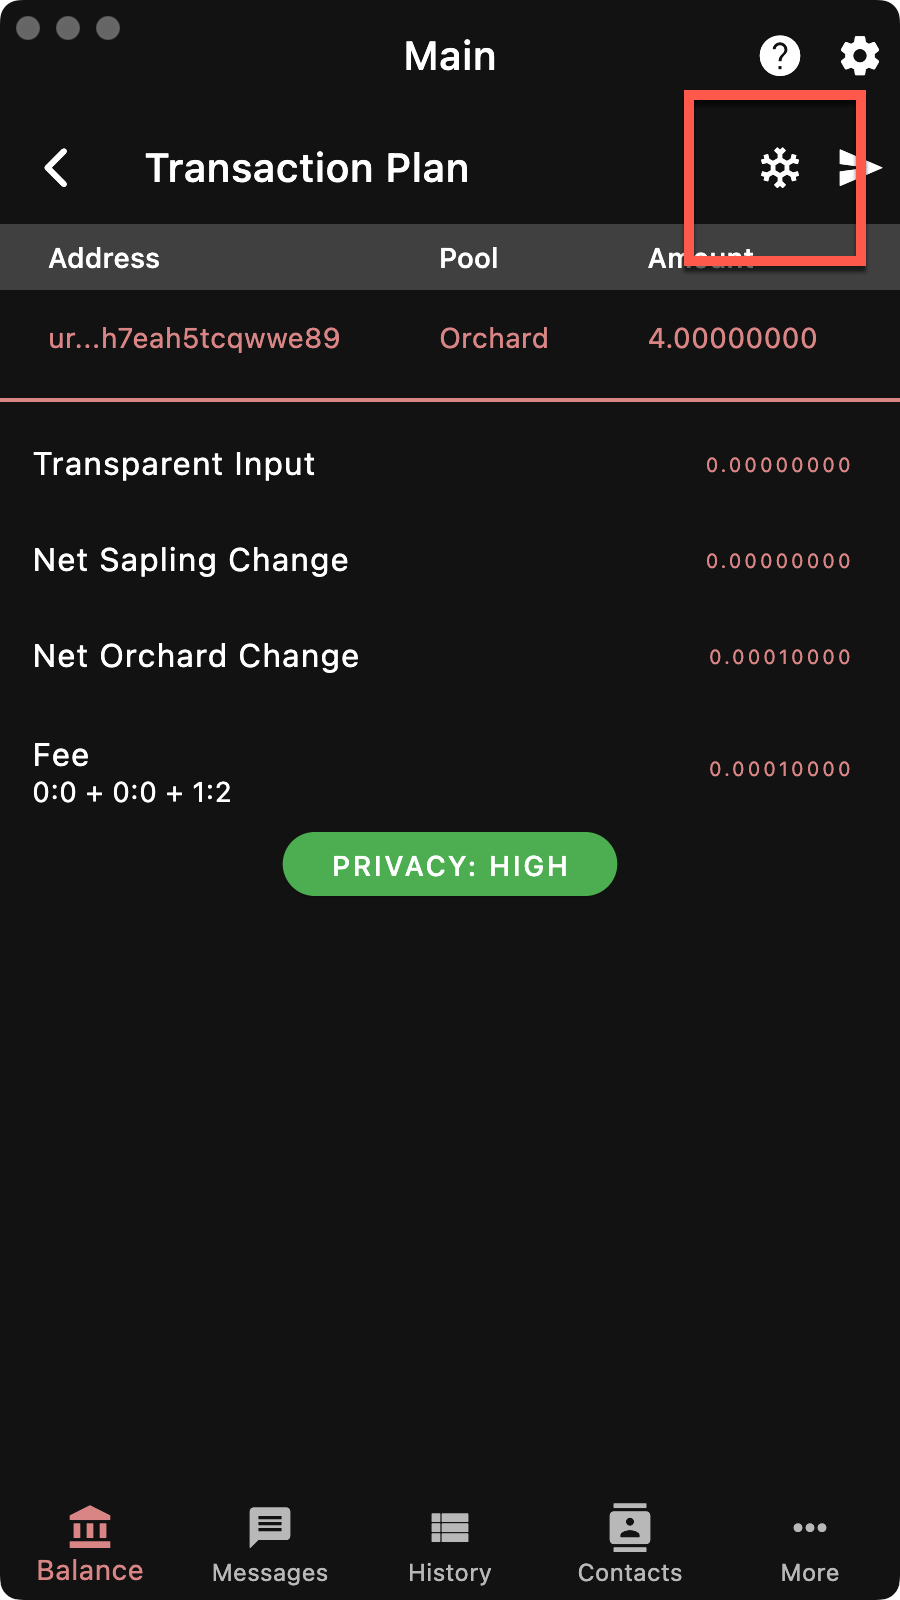 Main
Transaction Plan
Address Pool Amount
ur...h7eah5tcqwwe89 Orchard 4.00000000
Transparent Input 0.00000000
Net Sapling Change 0.00000000
Net Orchard Change 0.00010000
Fee
0:0 + 0:0 + 1:2 0.00010000
PRIVACY: HIGH
Balance Messages History Contacts More